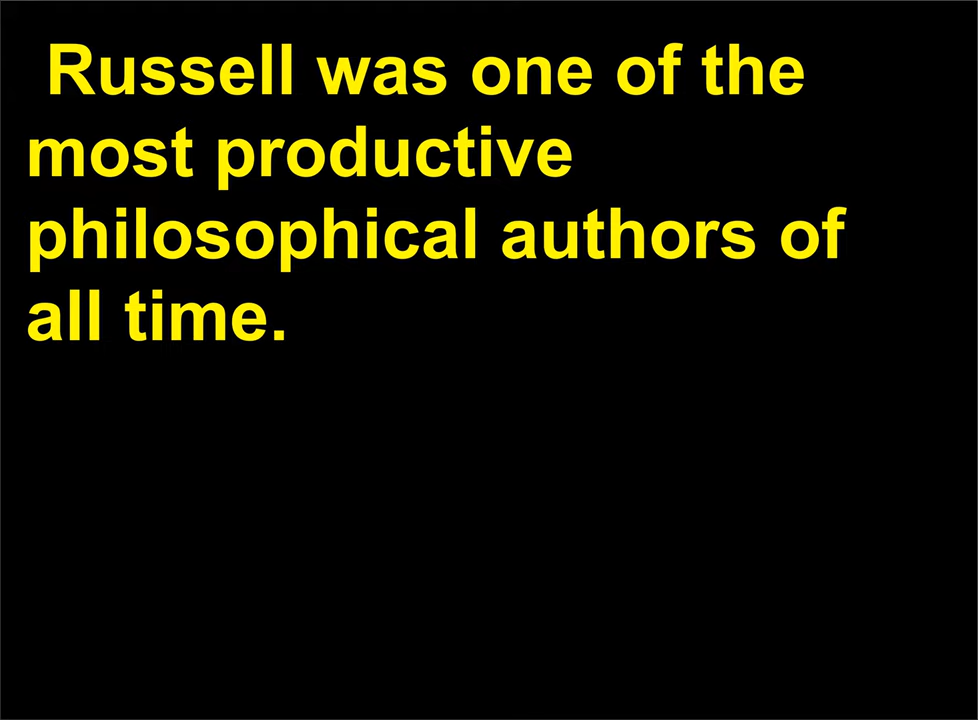 Russell was one of the
most productive
philosophical authors of
all time.